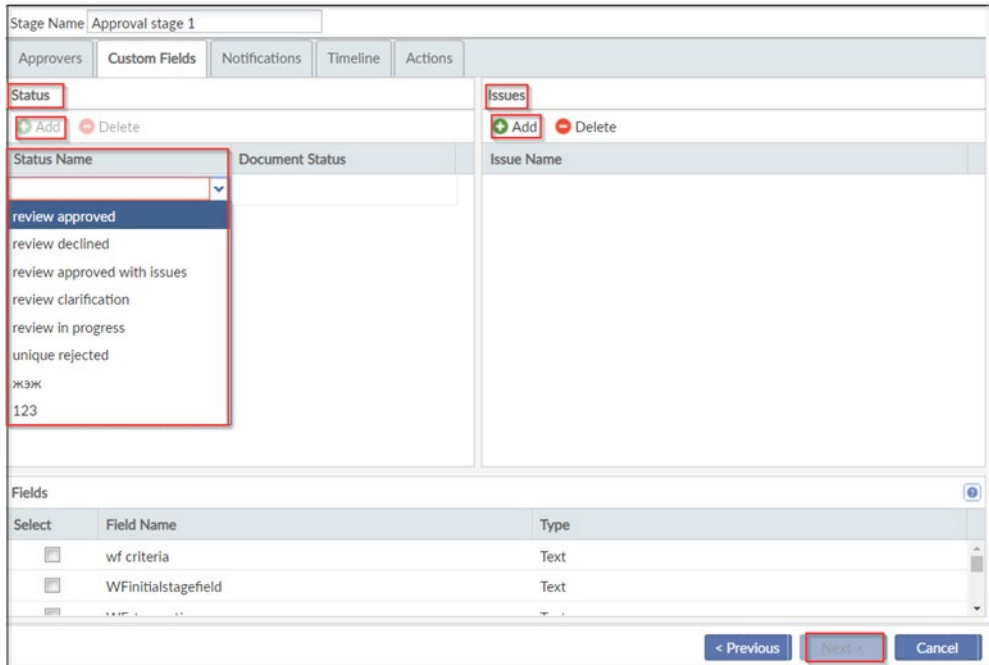 Stage Name Approval stage 1
Approvers Custom Fields Notifications Timeline Actions
Status
Issues
Add Delete
Add Delete
Status Name Document Status
Issue Name
review approved
review declined
review approved with issues
review clarification
review in progress
unique rejected
жэж
123
Fields
Select Field Name Type
wf criteria Text
WFinitialstagefield Text
< Previous Next > Cancel